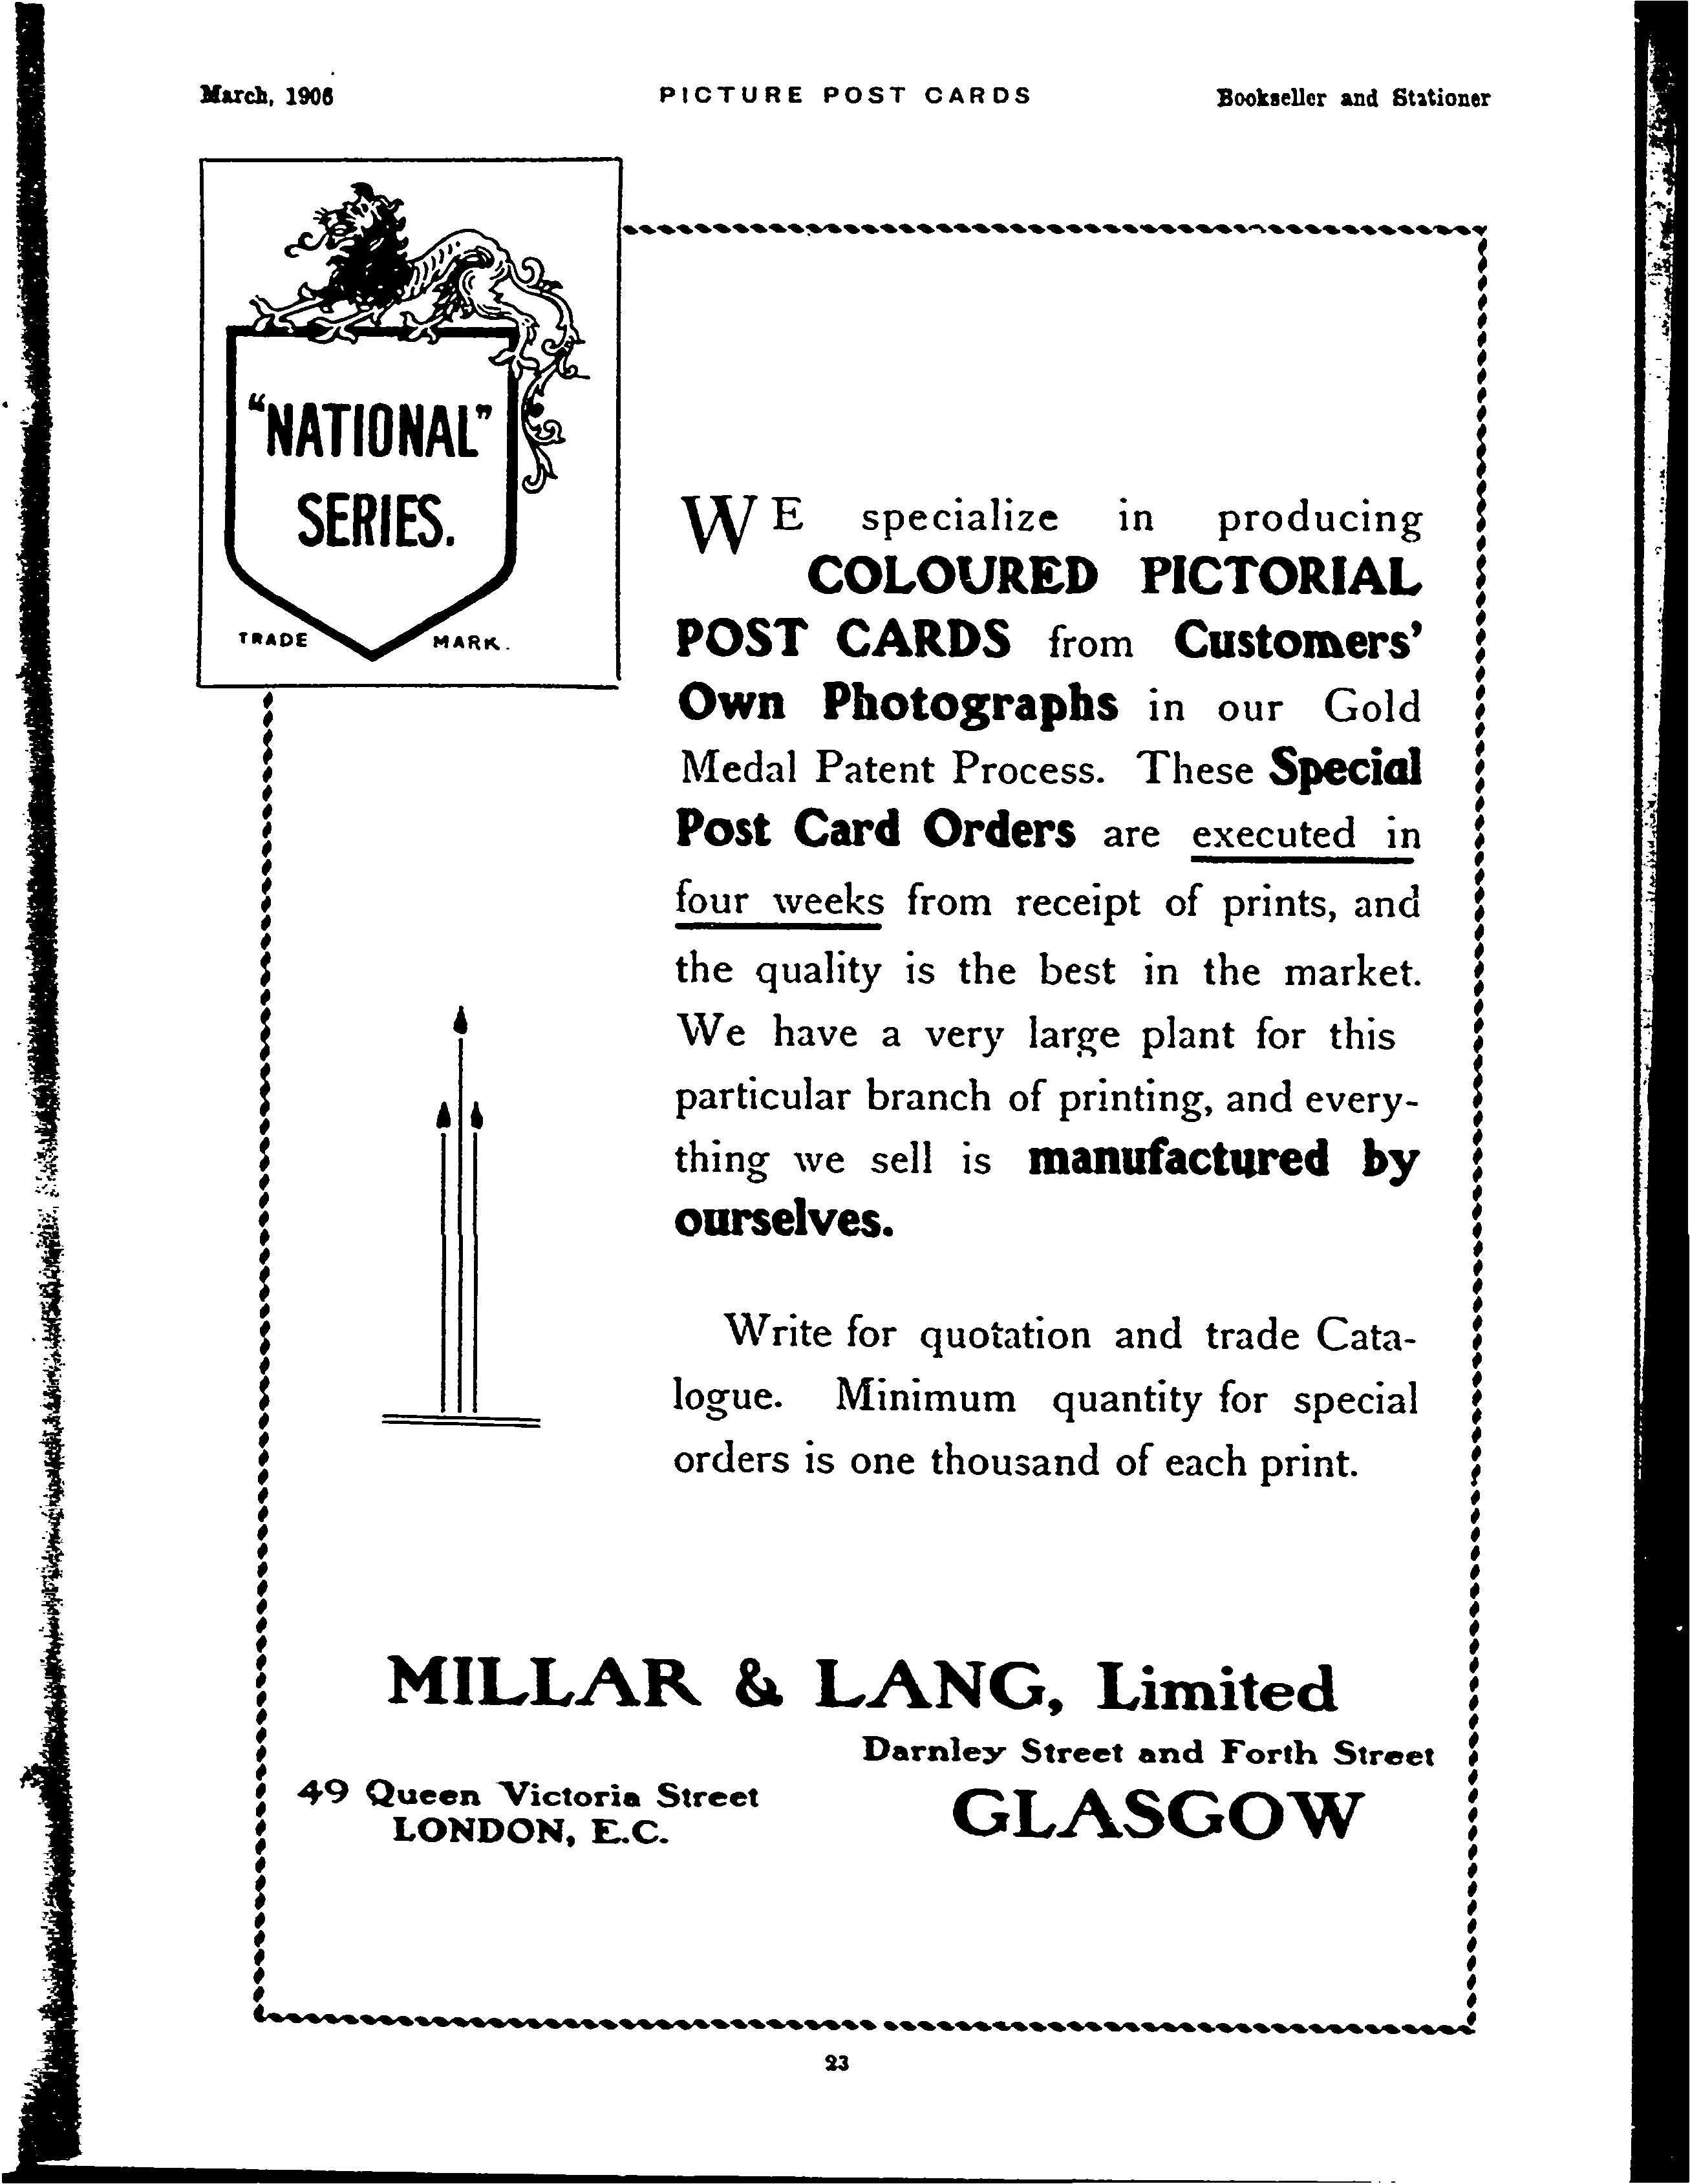 March, 1906 PICTURE POST CARDS Bookseller and Stationer
"NATIONAL"
SERIES.
TRADE MARK.
WE specialize in producing
COLOURED PICTORIAL
POST CARDS from Customers'
Own Photographs in our Gold
Medal Patent Process. These Special
Post Card Orders are executed in
four weeks from receipt of prints, and
the quality is the best in the market.
We have a very large plant for this
particular branch of printing, and every-
thing we sell is manufactured by
ourselves.
Write for quotation and trade Cata-
logue. Minimum quantity for special
orders is one thousand of each print.
MILLAR & LANG, Limited
Darnley Street and Forth Street
GLASGOW
49 Queen Victoria Street
LONDON, E.C.
23